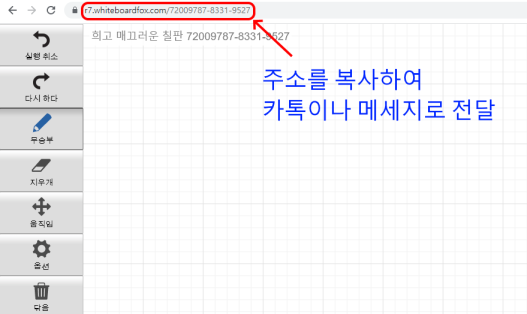 r7.whiteboardfox.com/72009787-8331-9527
희고 매끄러운 칠판 72009787-8331-9527
주소를 복사하여
카톡이나 메세지로 전달
실행 취소
다시 하다
무승부
지우개
움직임
옵션
닦음